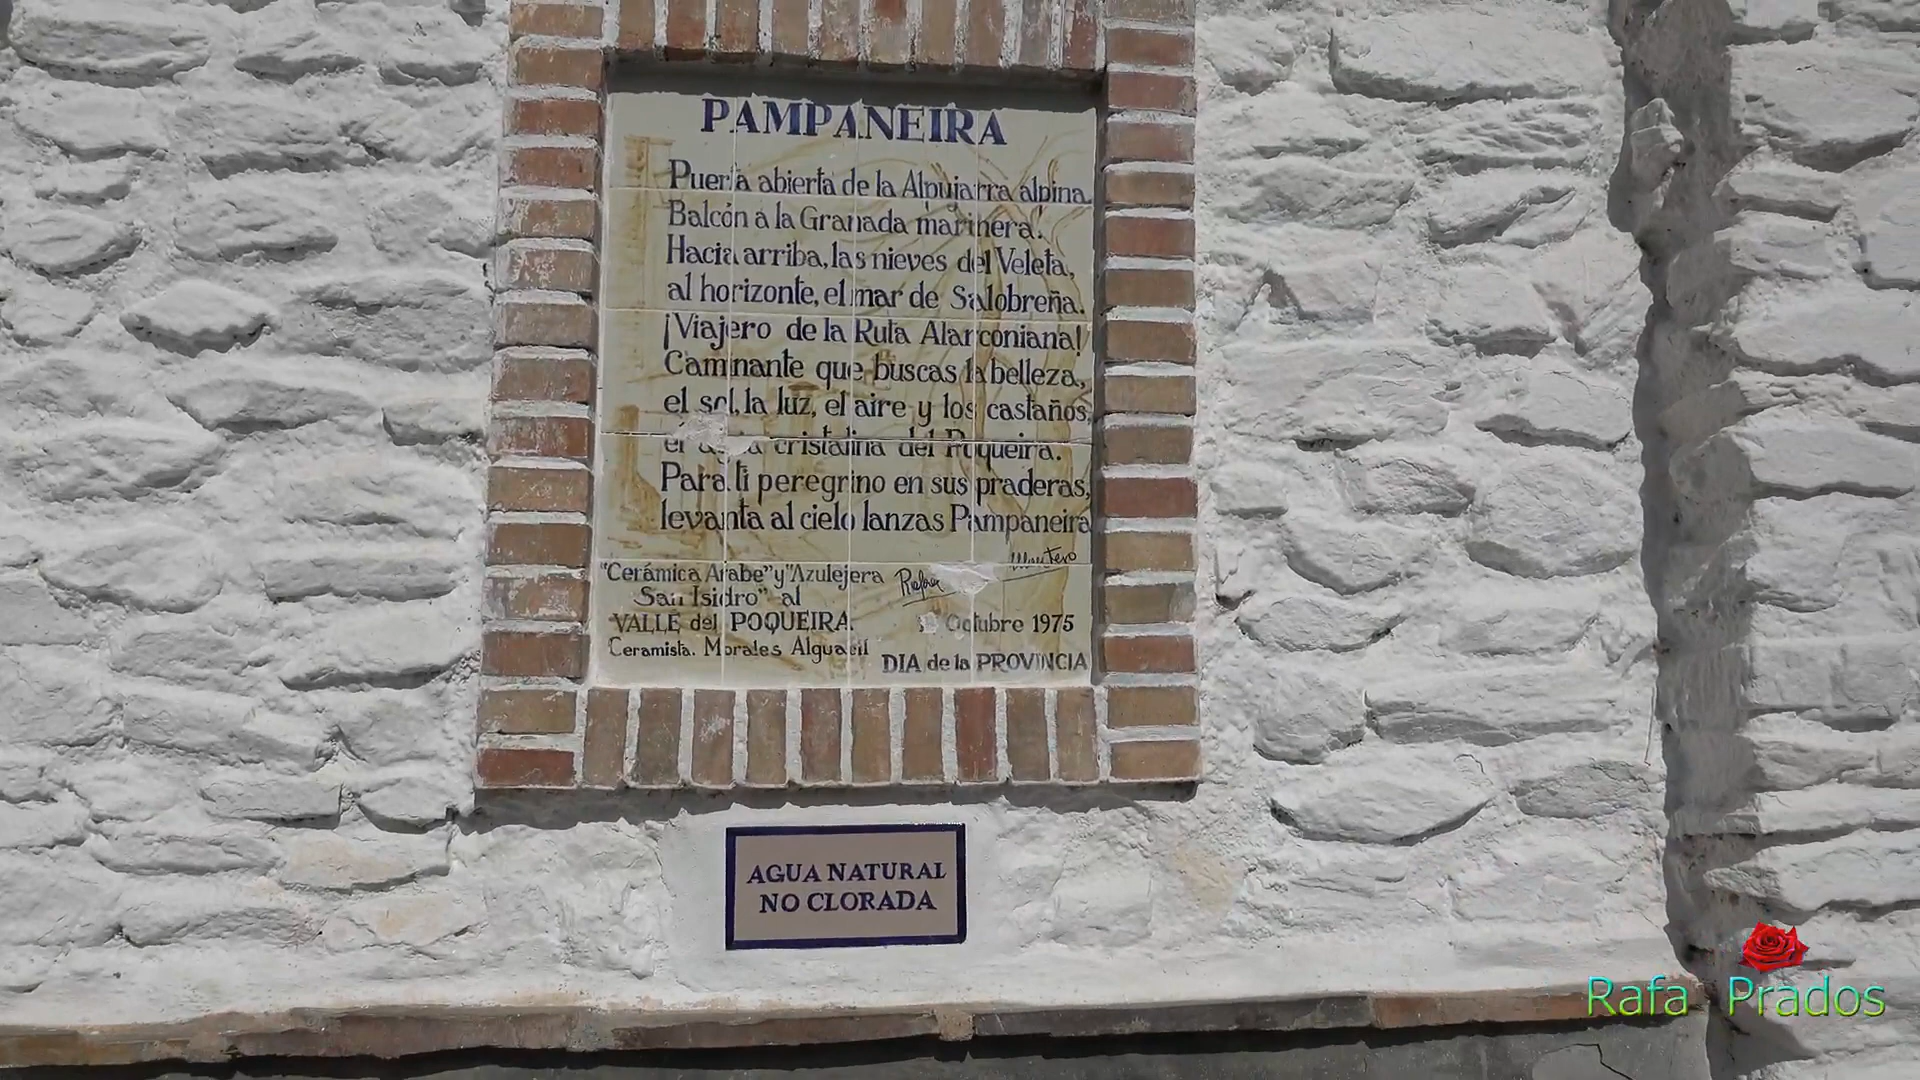 PAMPANEIRA
Puerta abierta de la Alpujarra alpina.
Balcón a la Granada marinera.
Hacia arriba, las nieves del Veleta,
al horizonte, el mar de Salobreña.
¡Viajero de la Ruta Alarconiana!
Caminante que buscas la belleza,
el sol, la luz, el aire y los castaños,
el agua cristalina del Poqueira.
Para ti peregrino en sus praderas,
levanta al cielo lanzas Pampaneira
"Cerámica Arabe" y "Azulejera
San Isidro" al
VALLE del POQUEIRA.
Ceramista. Morales Alguacil
Rafael Montero
Octubre 1975
DIA de la PROVINCIA
AGUA NATURAL
NO CLORADA
Rafa Prados